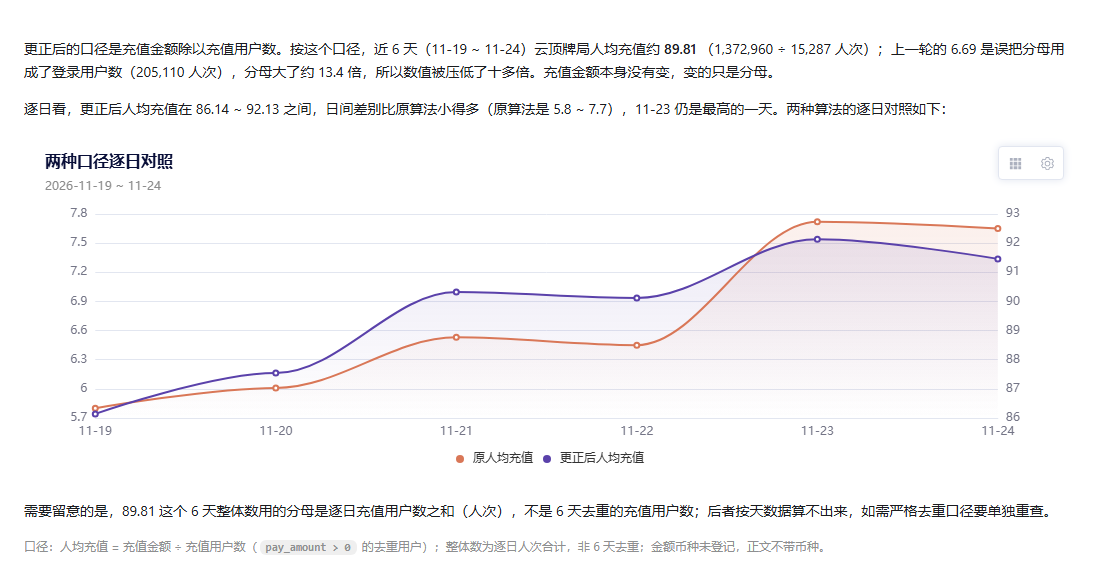 更正后的口径是充值金额除以充值用户数。按这个口径，近 6 天（11-19 ~ 11-24）云顶牌局人均充值约 89.81 （1,372,960 ÷ 15,287 人次）；上一轮的 6.69 是误把分母用
成了登录用户数（205,110 人次），分母大了约 13.4 倍，所以数值被压低了十多倍。充值金额本身没有变，变的只是分母。
逐日看，更正后人均充值在 86.14 ~ 92.13 之间，日间差别比原算法小得多（原算法是 5.8 ~ 7.7），11-23 仍是最高的一天。两种算法的逐日对照如下：
两种口径逐日对照
2026-11-19 ~ 11-24
7.8 93
7.5 92
7.2 91
6.9 90
6.6 89
6.3 88
6 87
5.7 86
11-19 11-20 11-21 11-22 11-23 11-24
原人均充值 更正后人均充值
需要留意的是，89.81 这个 6 天整体数用的分母是逐日充值用户数之和（人次），不是 6 天去重的充值用户数；后者按天数据算不出来，如需严格去重口径要单独重查。
口径：人均充值 = 充值金额 ÷ 充值用户数（ pay_amount > 0 的去重用户）；整体数为逐日人次合计，非 6 天去重；金额币种未登记，正文不带币种。